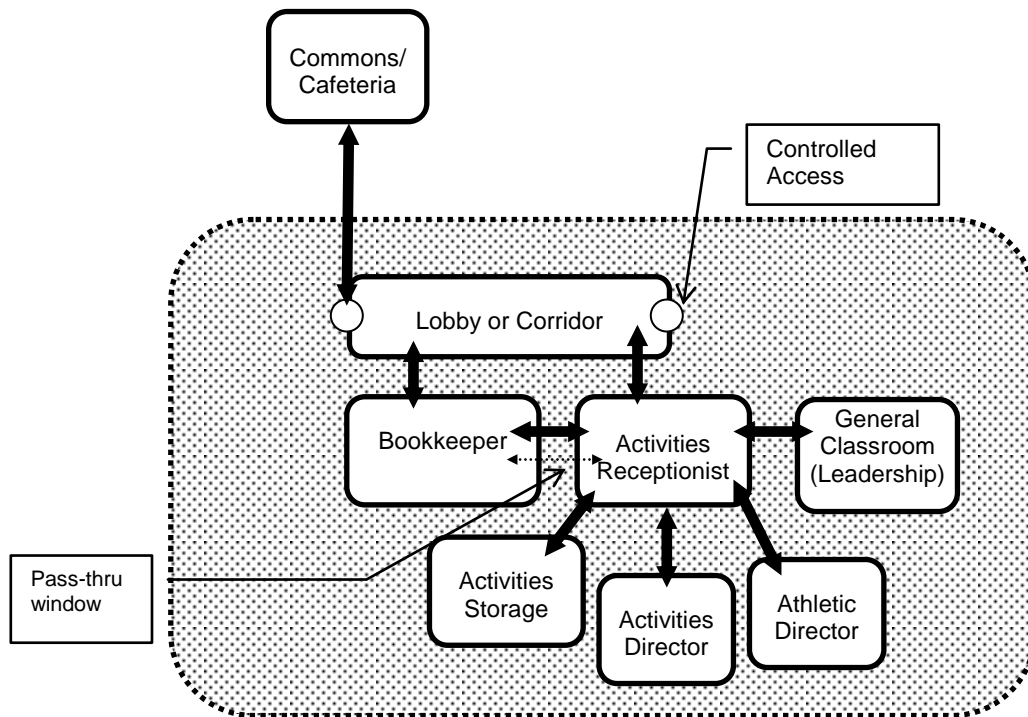 Commons/
Cafeteria
Controlled
Access
Lobby or Corridor
Bookkeeper
Activities
Receptionist
General
Classroom
(Leadership)
Pass-thru
window
Activities
Storage
Activities
Director
Athletic
Director